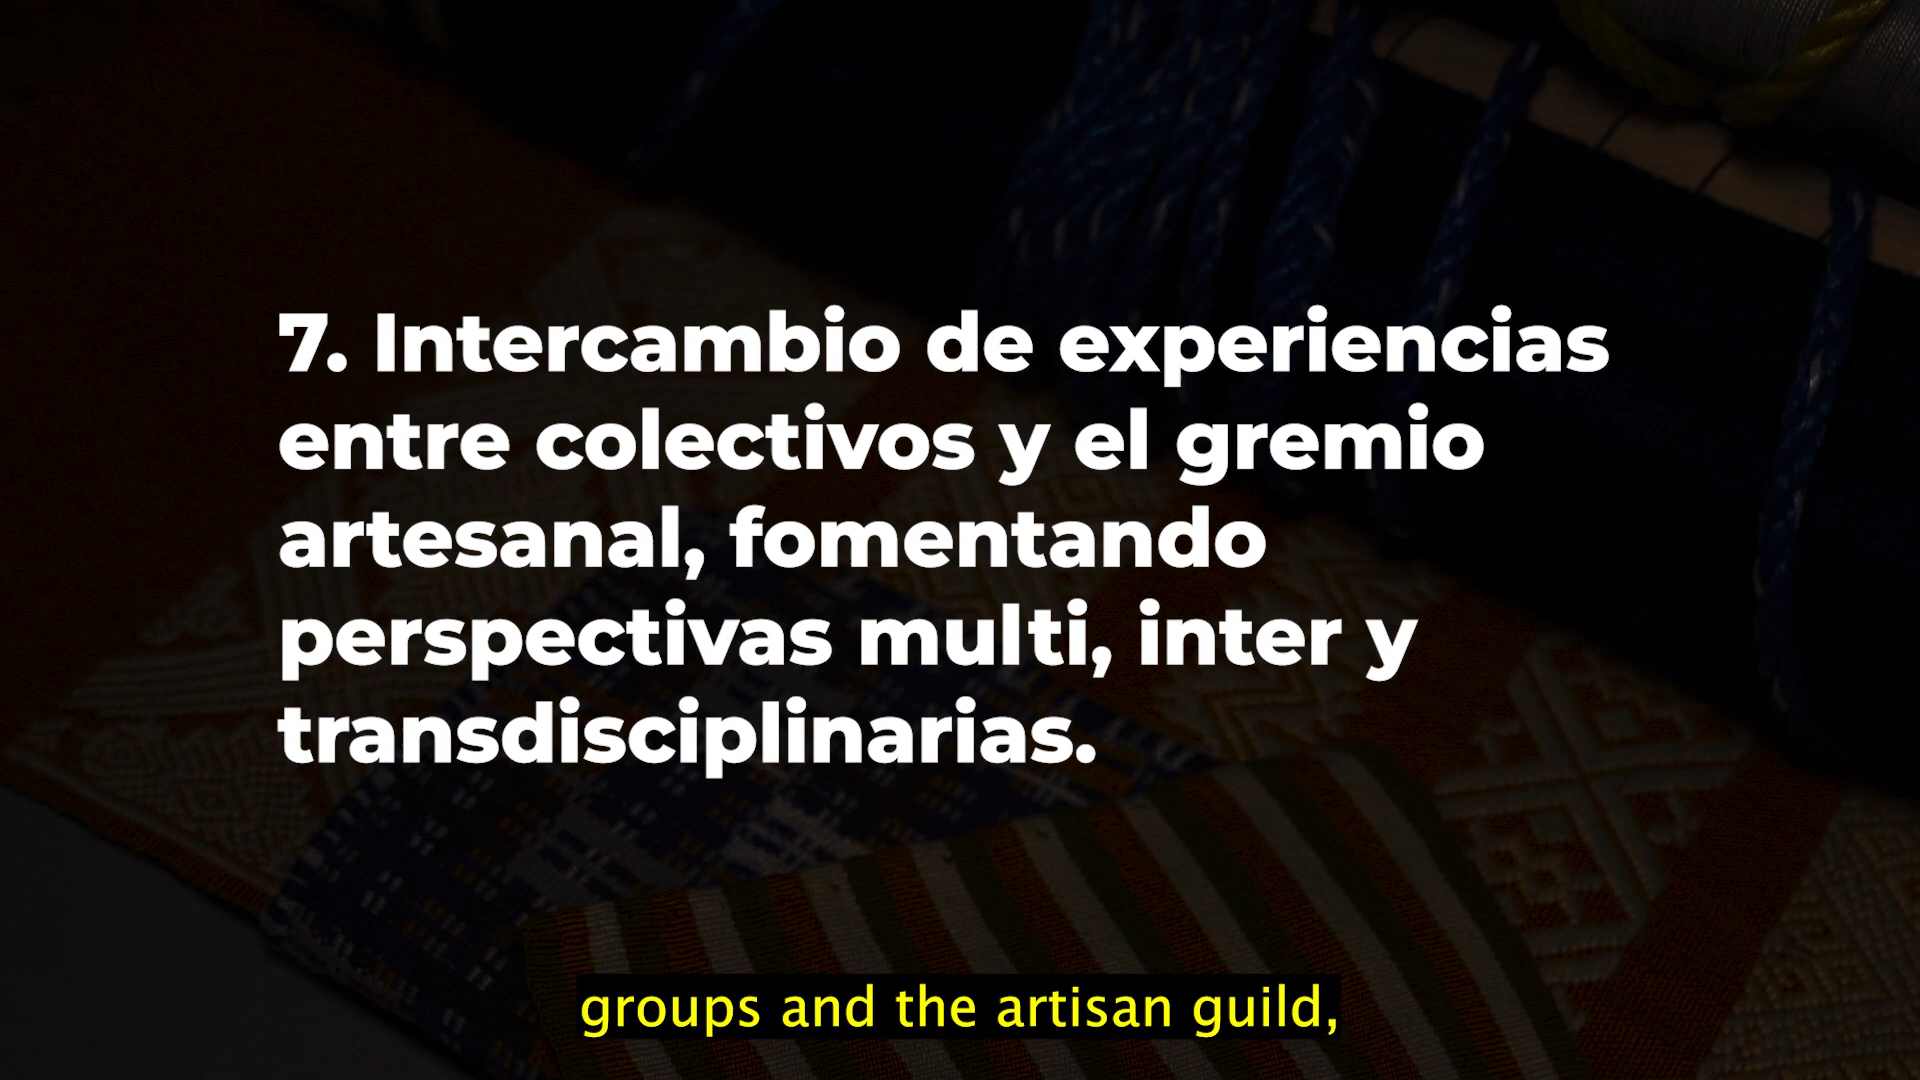 7. Intercambio de experiencias
entre colectivos y el gremio
artesanal, fomentando
perspectivas multi, inter y
transdisciplinarias.
groups and the artisan guild,